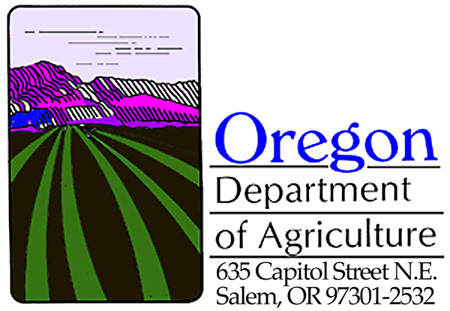 Oregon
Department
of Agriculture
635 Capitol Street N.E.
Salem, OR 97301-2532